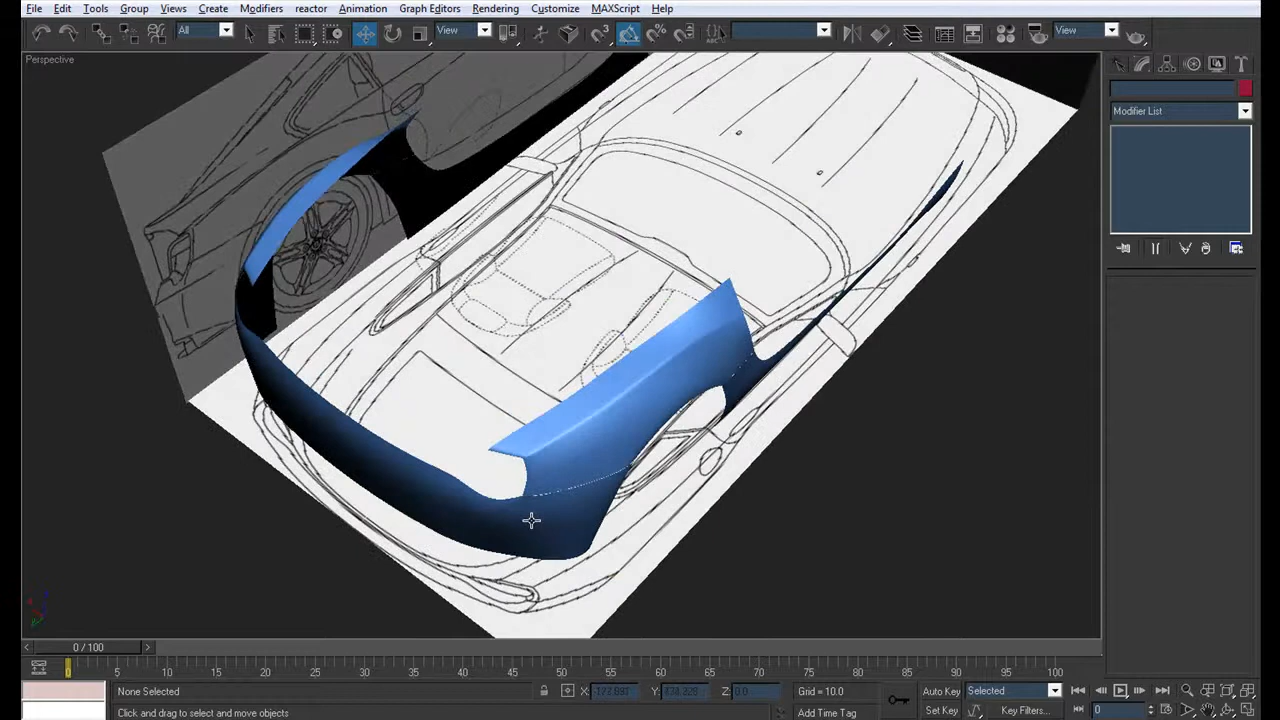 File Edit Tools Group Views Create Modifiers reactor Animation Graph Editors Rendering Customize MAXScript Help
All View View
Perspective
Modifier List
0 / 100
0 5 10 15 20 25 30 35 40 45 50 55 60 65 70 75 80 85 90 95 100
None Selected X: Y: Z: 0.0 Grid = 10.0 Auto Key Selected
Click and drag to select and move objects Add Time Tag Set Key Key Filters... 0